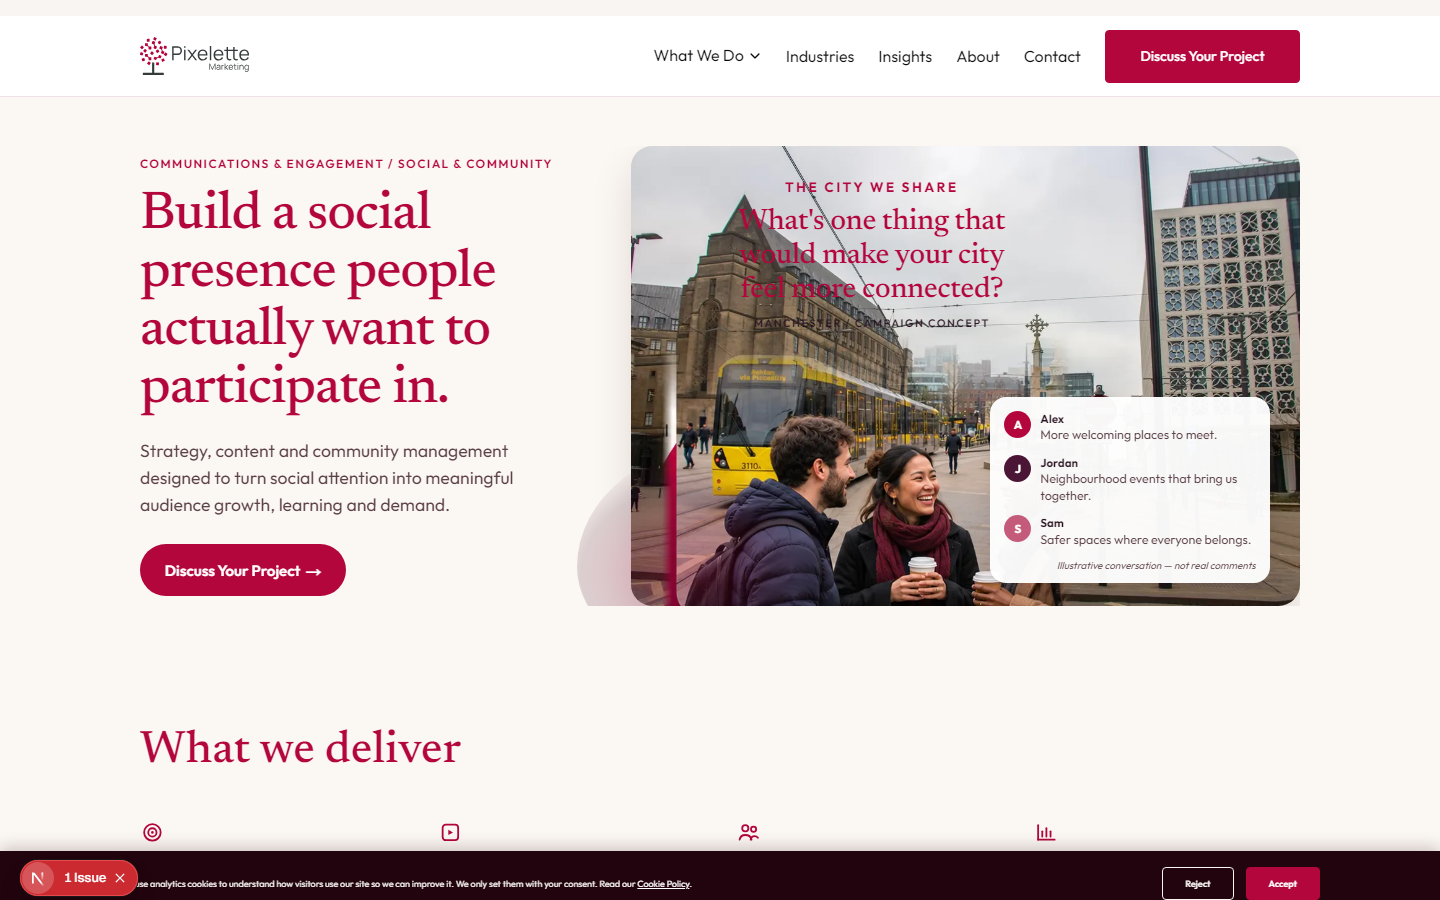 Pixelette
Marketing
What We Do
Industries
Insights
About
Contact
Discuss Your Project
COMMUNICATIONS & ENGAGEMENT / SOCIAL & COMMUNITY
Build a social
presence people
actually want to
participate in.
Strategy, content and community management
designed to turn social attention into meaningful
audience growth, learning and demand.
Discuss Your Project →
THE CITY WE SHARE
What's one thing that
would make your city
feel more connected?
MANCHESTER / CAMPAIGN CONCEPT
via Piccadilly
3110
A
Alex
More welcoming places to meet.
J
Jordan
Neighbourhood events that bring us
together.
S
Sam
Safer spaces where everyone belongs.
Illustrative conversation — not real comments
What we deliver
N
1 Issue
use analytics cookies to understand how visitors use our site so we can improve it. We only set them with your consent. Read our Cookie Policy.
Reject
Accept